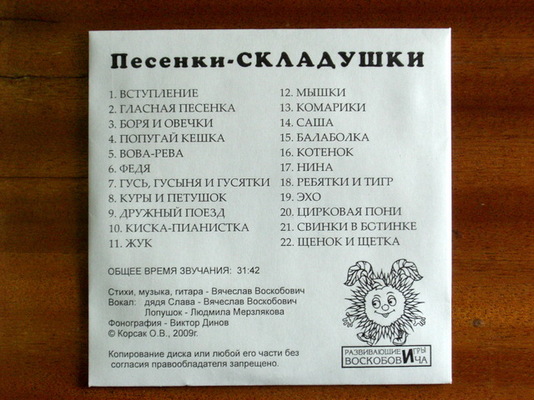 Песенки-СКЛАДУШКИ
1. ВСТУПЛЕНИЕ
2. ГЛАСНАЯ ПЕСЕНКА
3. БОРЯ И ОВЕЧКИ
4. ПОПУГАЙ КЕШКА
5. ВОВА-РЕВА
6. ФЕДЯ
7. ГУСЬ, ГУСЫНЯ И ГУСЯТКИ
8. КУРЫ И ПЕТУШОК
9. ДРУЖНЫЙ ПОЕЗД
10. КИСКА-ПИАНИСТКА
11. ЖУК
12. МЫШКИ
13. КОМАРИКИ
14. САША
15. БАЛАБОЛКА
16. КОТЕНОК
17. НИНА
18. РЕБЯТКИ И ТИГР
19. ЭХО
20. ЦИРКОВАЯ ПОНИ
21. СВИНКИ В БОТИНКЕ
22. ЩЕНОК И ЩЕТКА
ОБЩЕЕ ВРЕМЯ ЗВУЧАНИЯ: 31:42
Стихи, музыка, гитара - Вячеслав Воскобович
Вокал: дядя Слава - Вячеслав Воскобович
Лопушок - Людмила Мерзлякова
Фонография - Виктор Динов
© Корсак О.В., 2009г.
Копирование диска или любой его части без
согласия правообладателя запрещено.
РАЗВИВАЮЩИЕ ИГРЫ
ВОСКОБОВИЧА